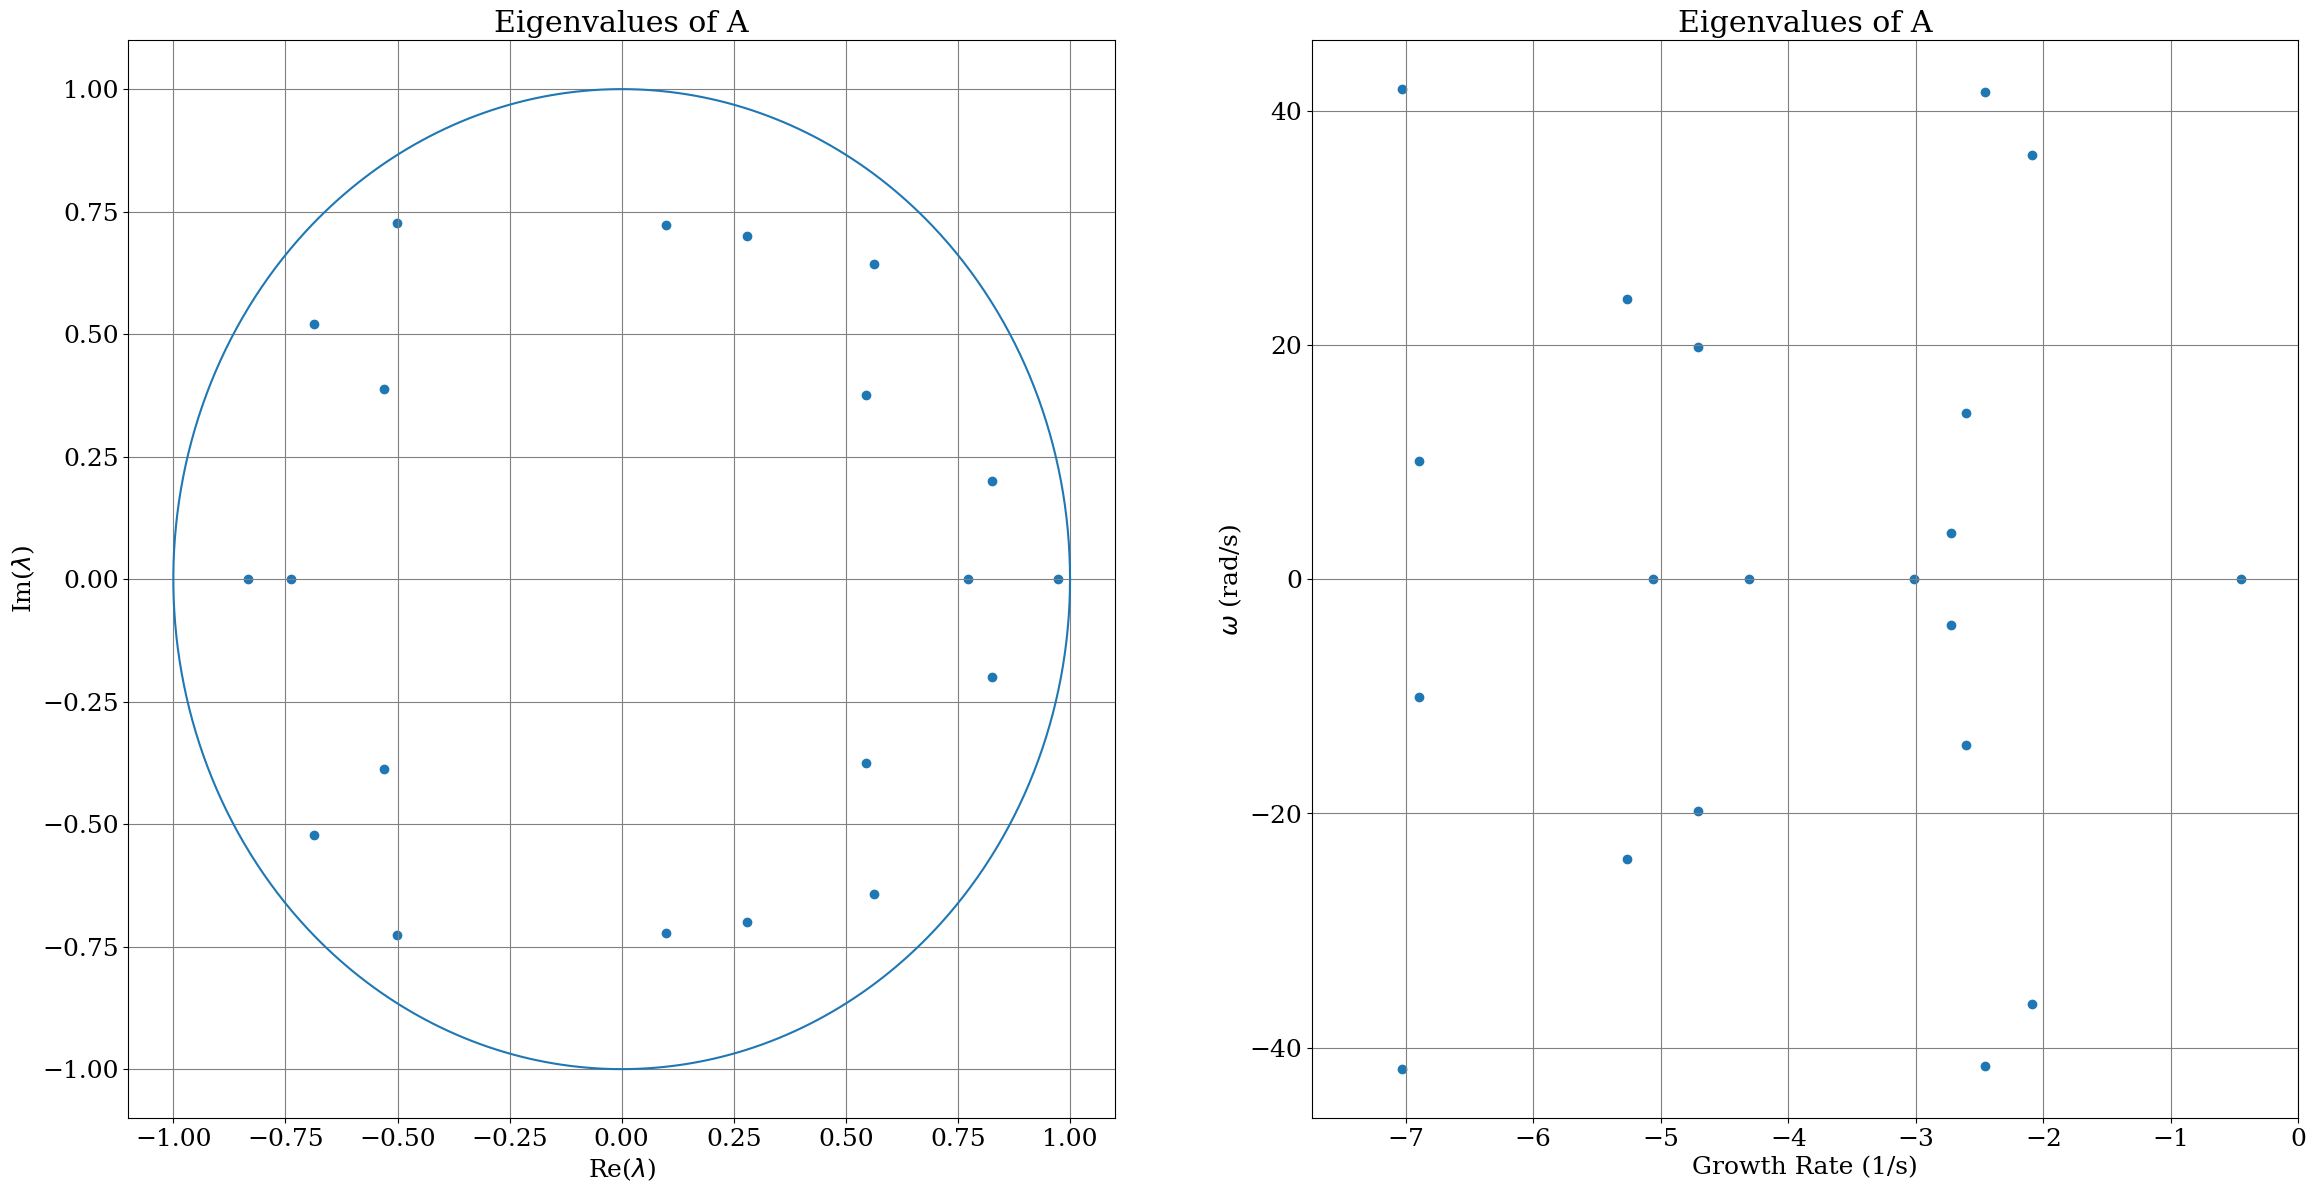 Eigenvalues of A
1.00
0.75
0.50
0.25
0.00
−0.25
−0.50
−0.75
−1.00
Im(λ)
−1.00 −0.75 −0.50 −0.25 0.00 0.25 0.50 0.75 1.00
Re(λ)
Eigenvalues of A
40
20
0
−20
−40
ω (rad/s)
−7 −6 −5 −4 −3 −2 −1 0
Growth Rate (1/s)